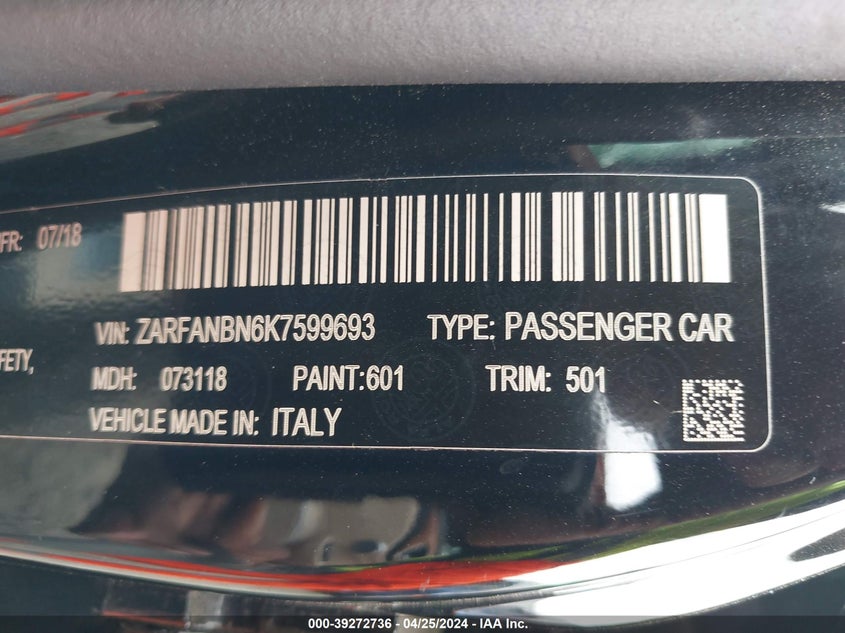 FR: 07/18
VIN: ZARFANBN6K7599693 TYPE: PASSENGER CAR
FETY,
MDH: 073118 PAINT:601 TRIM: 501
VEHICLE MADE IN: ITALY
000-39272736 - 04/25/2024 - IAA Inc.